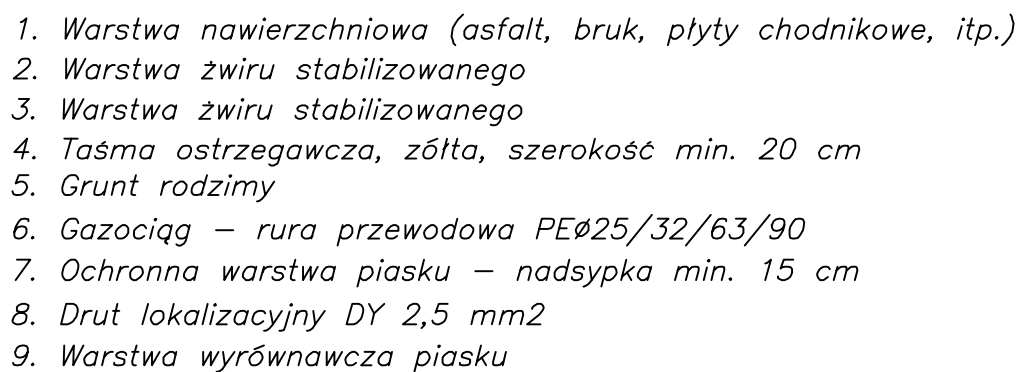 1. Warstwa nawierzchniowa (asfalt, bruk, płyty chodnikowe, itp.)
2. Warstwa żwiru stabilizowanego
3. Warstwa żwiru stabilizowanego
4. Taśma ostrzegawcza, zółta, szerokość min. 20 cm
5. Grunt rodzimy
6. Gazociąg – rura przewodowa PEø25/32/63/90
7. Ochronna warstwa piasku – nadsypka min. 15 cm
8. Drut lokalizacyjny DY 2,5 mm2
9. Warstwa wyrównawcza piasku